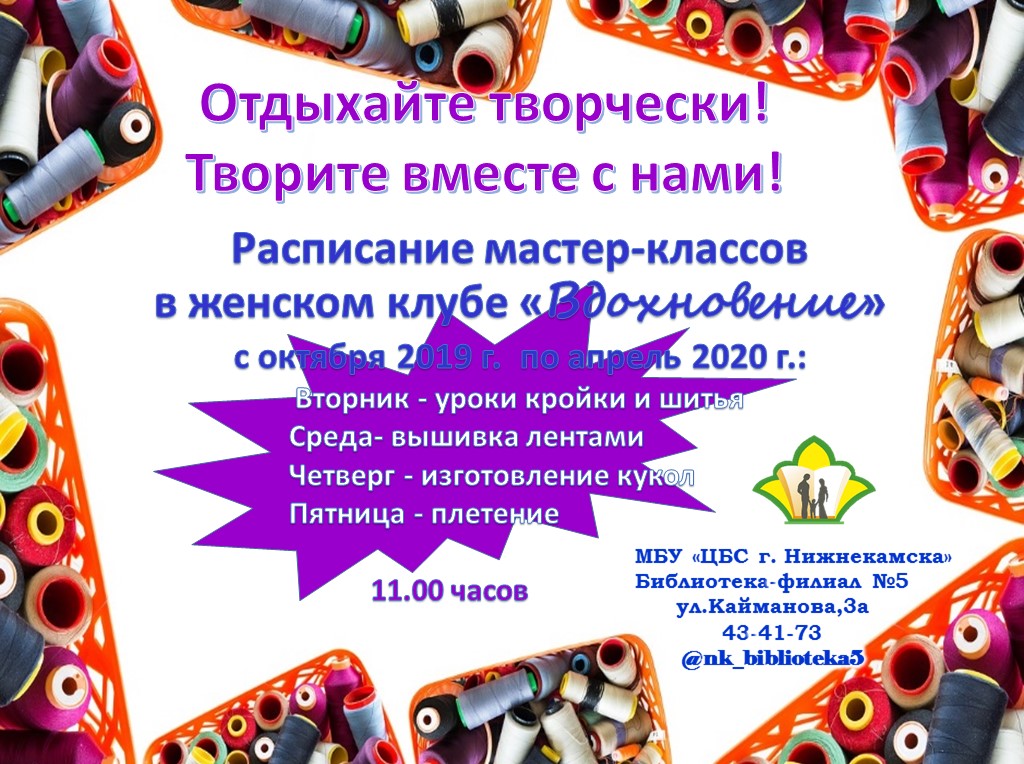 Отдыхайте творчески!
Творите вместе с нами!
Расписание мастер-классов
в женском клубе «Вдохновение»
с октября 2019 г. по апрель 2020 г.:
Вторник - уроки кройки и шитья
Среда- вышивка лентами
Четверг - изготовление кукол
Пятница - плетение
11.00 часов
МБУ «ЦБС г. Нижнекамска»
Библиотека-филиал №5
ул.Кайманова,3а
43-41-73
@nk_biblioteka5